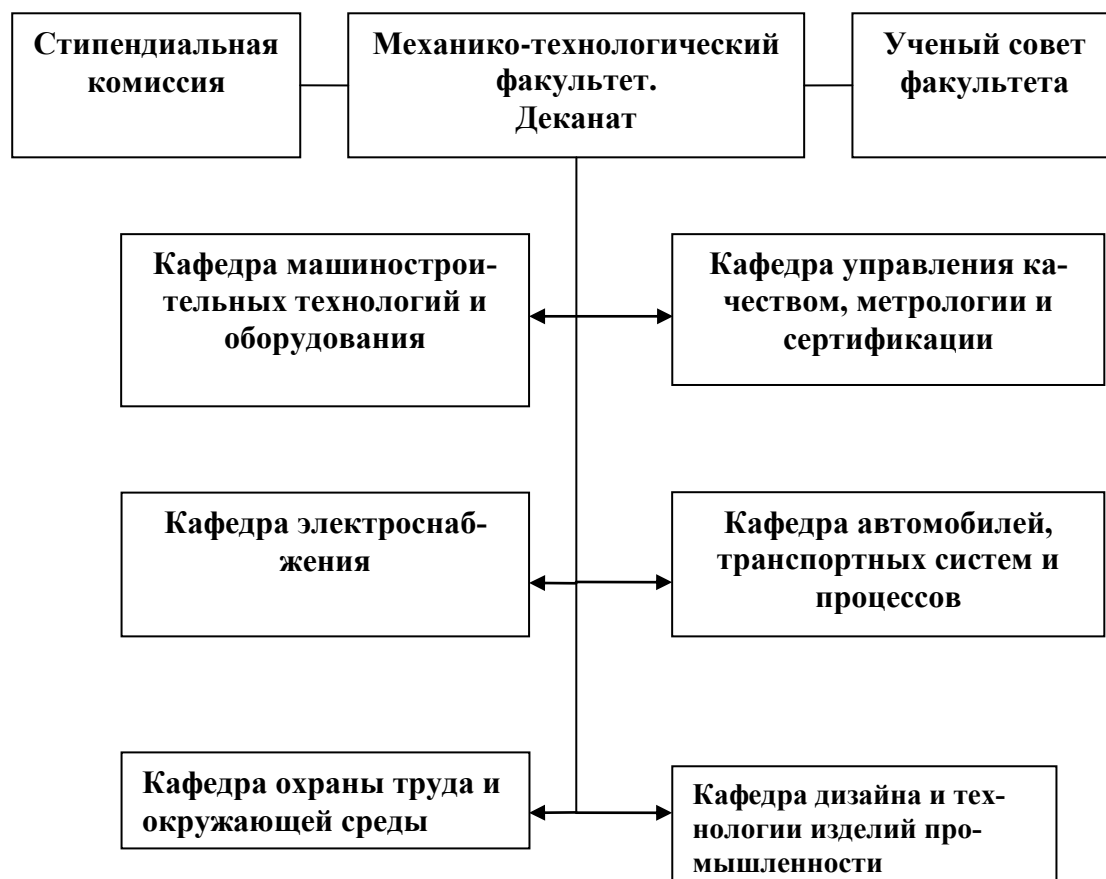 Стипендиальная
комиссия
Механико-технологический
факультет.
Деканат
Ученый совет
факультета
Кафедра машинострои-
тельных технологий и
оборудования
Кафедра управления ка-
чеством, метрологии и
сертификации
Кафедра электроснаб-
жения
Кафедра автомобилей,
транспортных систем и
процессов
Кафедра охраны труда и
окружающей среды
Кафедра дизайна и тех-
нологии изделий про-
мышленности